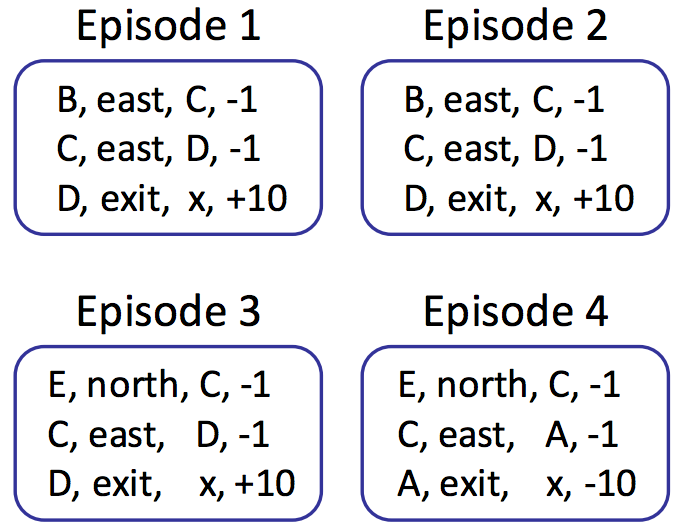 Episode 1
B, east, C, -1
C, east, D, -1
D, exit, x, +10
Episode 2
B, east, C, -1
C, east, D, -1
D, exit, x, +10
Episode 3
E, north, C, -1
C, east, D, -1
D, exit, x, +10
Episode 4
E, north, C, -1
C, east, A, -1
A, exit, x, -10